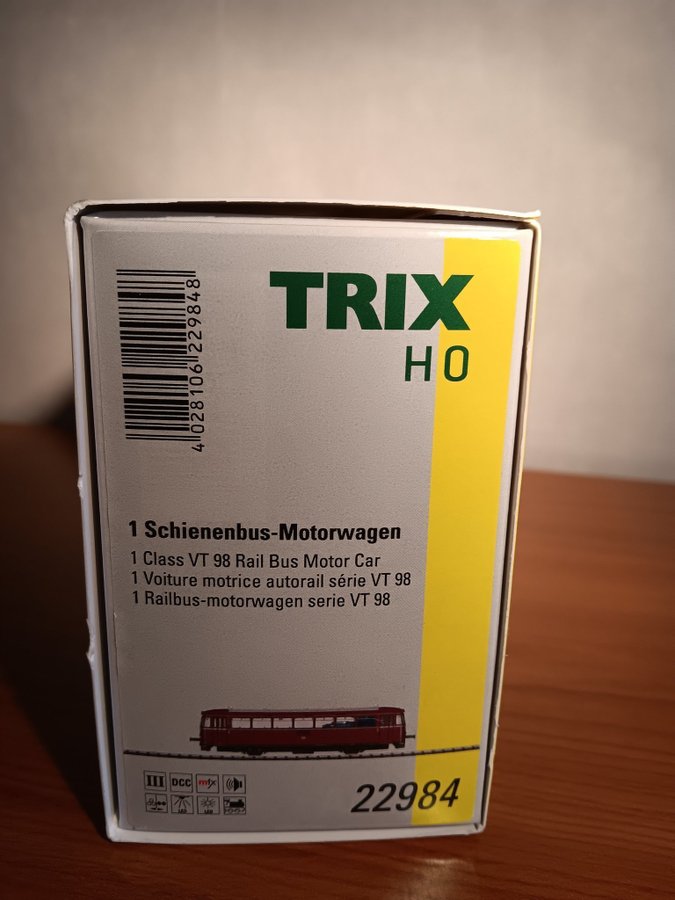 TRIX
H0
4 028106 229848
1 Schienenbus-Motorwagen
1 Class VT 98 Rail Bus Motor Car
1 Voiture motrice autorail série VT 98
1 Railbus-motorwagen serie VT 98
III DCC mfx
22984